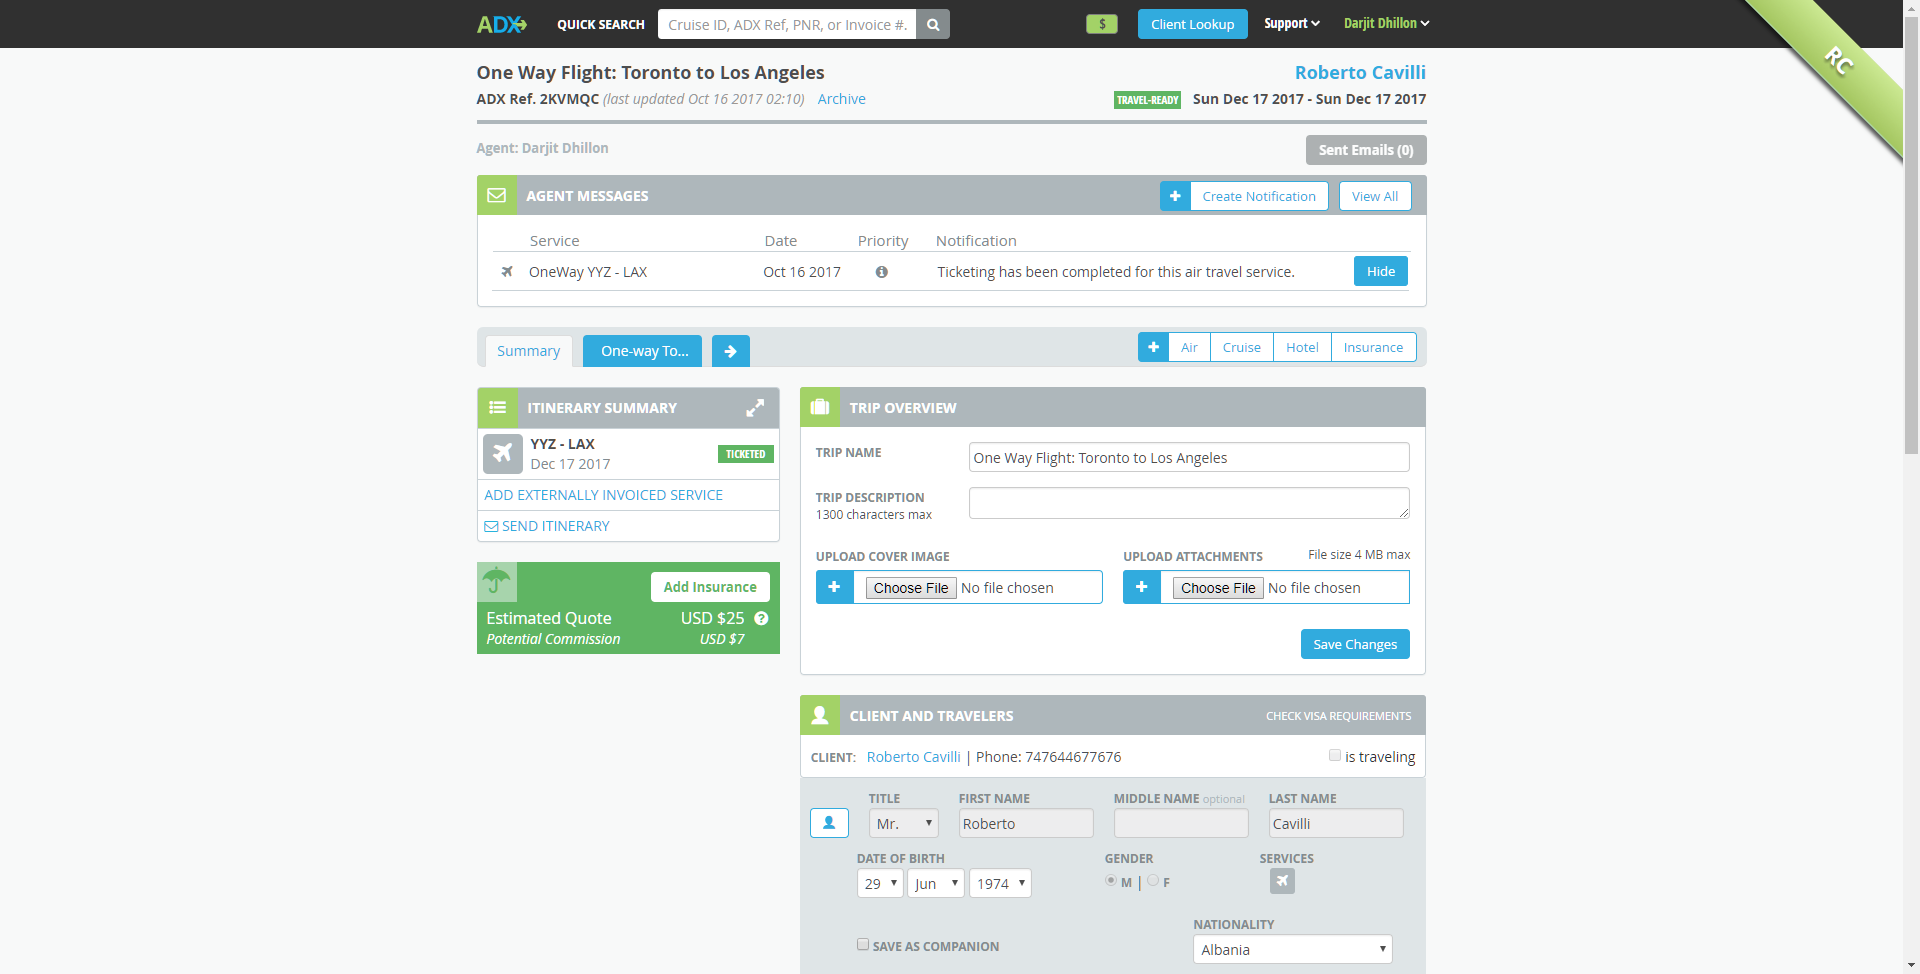 ADX QUICK SEARCH Cruise ID, ADX Ref, PNR, or Invoice #. $ Client Lookup Support Darjit Dhillon
RC
One Way Flight: Toronto to Los Angeles Roberto Cavilli
ADX Ref. 2KVMQC (last updated Oct 16 2017 02:10) Archive TRAVEL-READY Sun Dec 17 2017 - Sun Dec 17 2017
Agent: Darjit Dhillon Sent Emails (0)
AGENT MESSAGES + Create Notification View All
Service Date Priority Notification
OneWay YYZ - LAX Oct 16 2017 Ticketing has been completed for this air travel service. Hide
Summary One-way To... + Air Cruise Hotel Insurance
ITINERARY SUMMARY
YYZ - LAX
Dec 17 2017 TICKETED
ADD EXTERNALLY INVOICED SERVICE
SEND ITINERARY
Add Insurance
Estimated Quote USD $25 ?
Potential Commission USD $7
TRIP OVERVIEW
TRIP NAME One Way Flight: Toronto to Los Angeles
TRIP DESCRIPTION
1300 characters max
UPLOAD COVER IMAGE UPLOAD ATTACHMENTS File size 4 MB max
+ Choose File No file chosen + Choose File No file chosen
Save Changes
CLIENT AND TRAVELERS CHECK VISA REQUIREMENTS
CLIENT: Roberto Cavilli | Phone: 747644677676 is traveling
TITLE FIRST NAME MIDDLE NAME optional LAST NAME
Mr. Roberto Cavilli
DATE OF BIRTH GENDER SERVICES
29 Jun 1974 M | F
NATIONALITY
SAVE AS COMPANION Albania